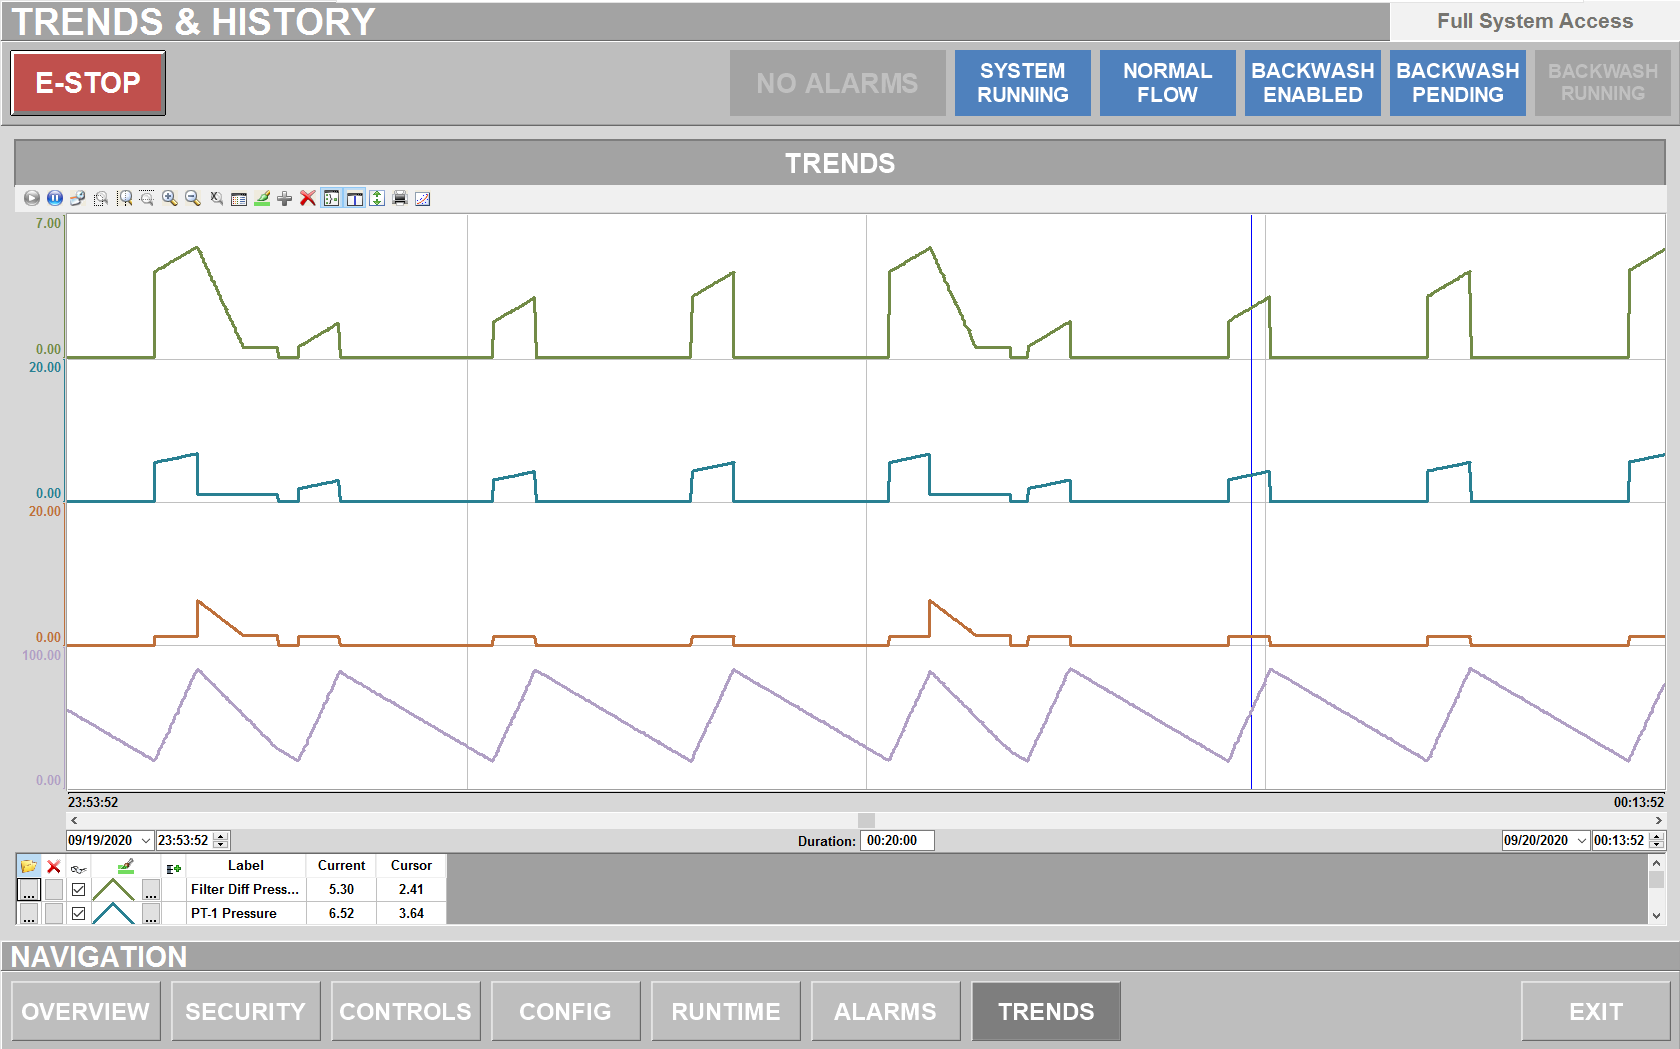 TRENDS & HISTORY
Full System Access
E-STOP
NO ALARMS
SYSTEM
RUNNING
NORMAL
FLOW
BACKWASH
ENABLED
BACKWASH
PENDING
BACKWASH
RUNNING
TRENDS
7.00
0.00
20.00
0.00
20.00
0.00
100.00
0.00
23:53:52
00:13:52
09/19/2020
23:53:52
Duration:
00:20:00
09/20/2020
00:13:52
Label Current Cursor
... ... Filter Diff Press... 5.30 2.41
... ... PT-1 Pressure 6.52 3.64
NAVIGATION
OVERVIEW
SECURITY
CONTROLS
CONFIG
RUNTIME
ALARMS
TRENDS
EXIT